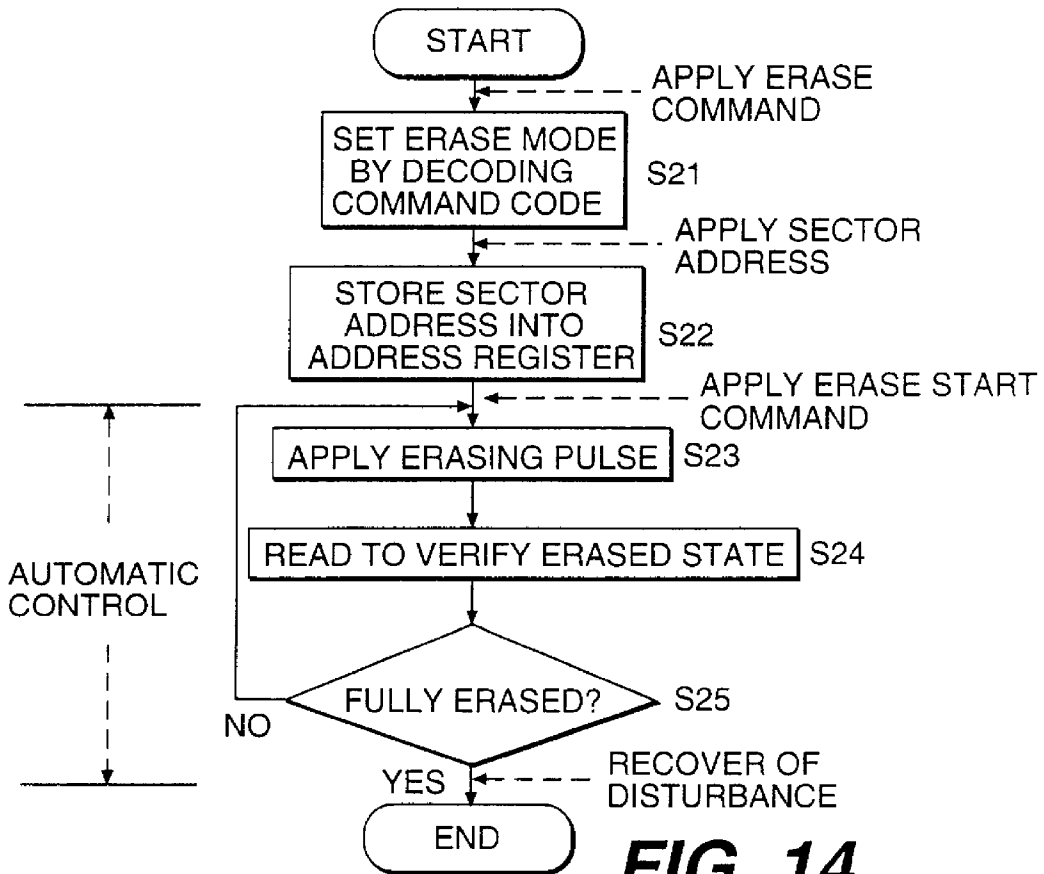 START
APPLY ERASE
COMMAND
SET ERASE MODE
BY DECODING
COMMAND CODE
S21
APPLY SECTOR
ADDRESS
STORE SECTOR
ADDRESS INTO
ADDRESS REGISTER
S22
APPLY ERASE START
COMMAND
APPLY ERASING PULSE
S23
READ TO VERIFY ERASED STATE
S24
AUTOMATIC
CONTROL
FULLY ERASED?
S25
NO
YES
RECOVER OF
DISTURBANCE
END
FIG. 14